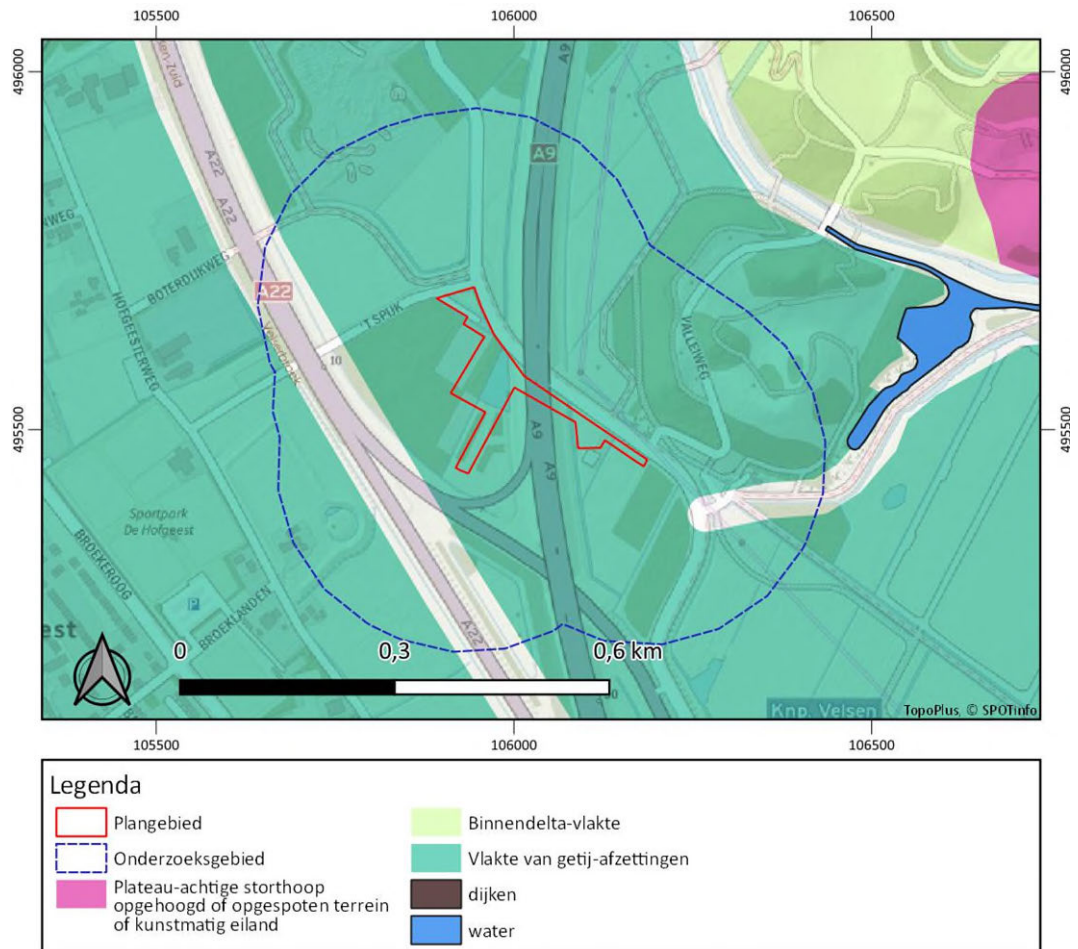 105500
106000
106500
496000
496000
A22
A22
A9
A9
BOTERDIJKWEG
A22
'T SPIJK
HOFGEESTERWEG
Velserbroek
10
VALLEIWEG
495500
495500
A9
A9
Sportpark
De Hofgeest
BROEKEROOG
BROEKLANDEN
P
A22
0
0,3
0,6 km
Knp. Velsen
TopoPlus, © SPOTinfo
105500
106000
106500
Legenda
Plangebied
Onderzoeksgebied
Plateau-achtige storthoop
opgehoogd of opgespoten terrein
of kunstmatig eiland
Binnendelta-vlakte
Vlakte van getij-afzettingen
dijken
water